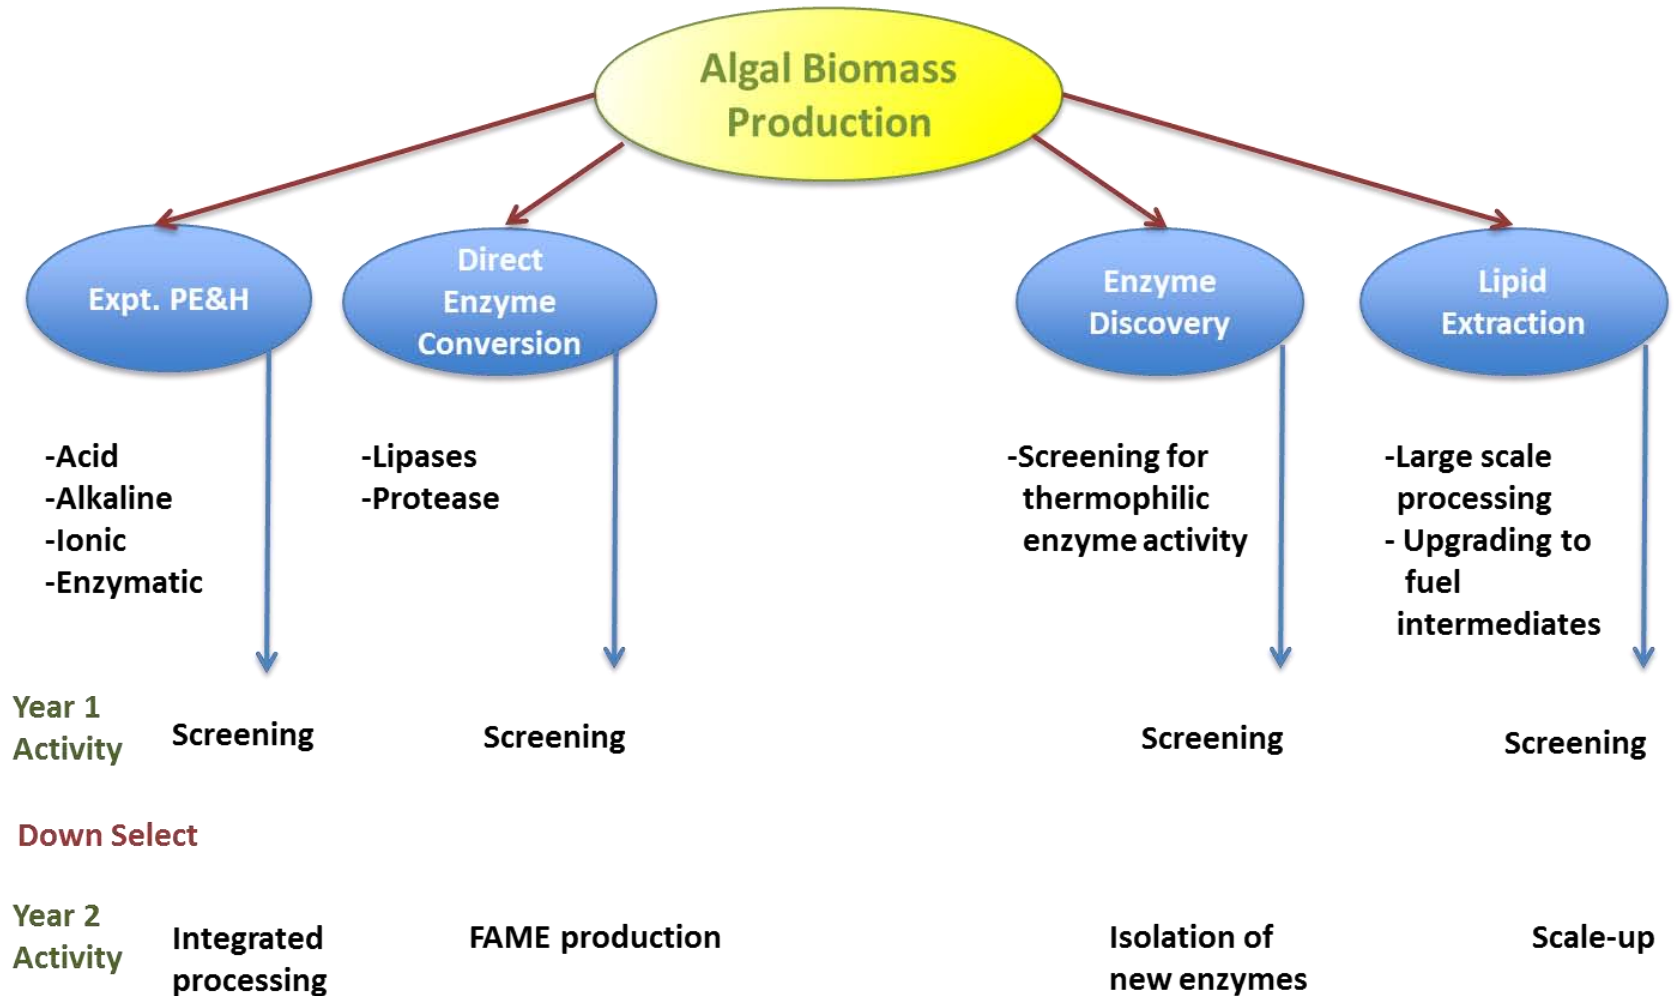 Algal Biomass
Production
Expt. PE&H
Direct
Enzyme
Conversion
Enzyme
Discovery
Lipid
Extraction
-Acid
-Alkaline
-Ionic
-Enzymatic
-Lipases
-Protease
-Screening for
thermophilic
enzyme activity
-Large scale
processing
- Upgrading to
fuel
intermediates
Year 1
Activity
Screening
Screening
Screening
Screening
Down Select
Year 2
Activity
Integrated
processing
FAME production
Isolation of
new enzymes
Scale-up